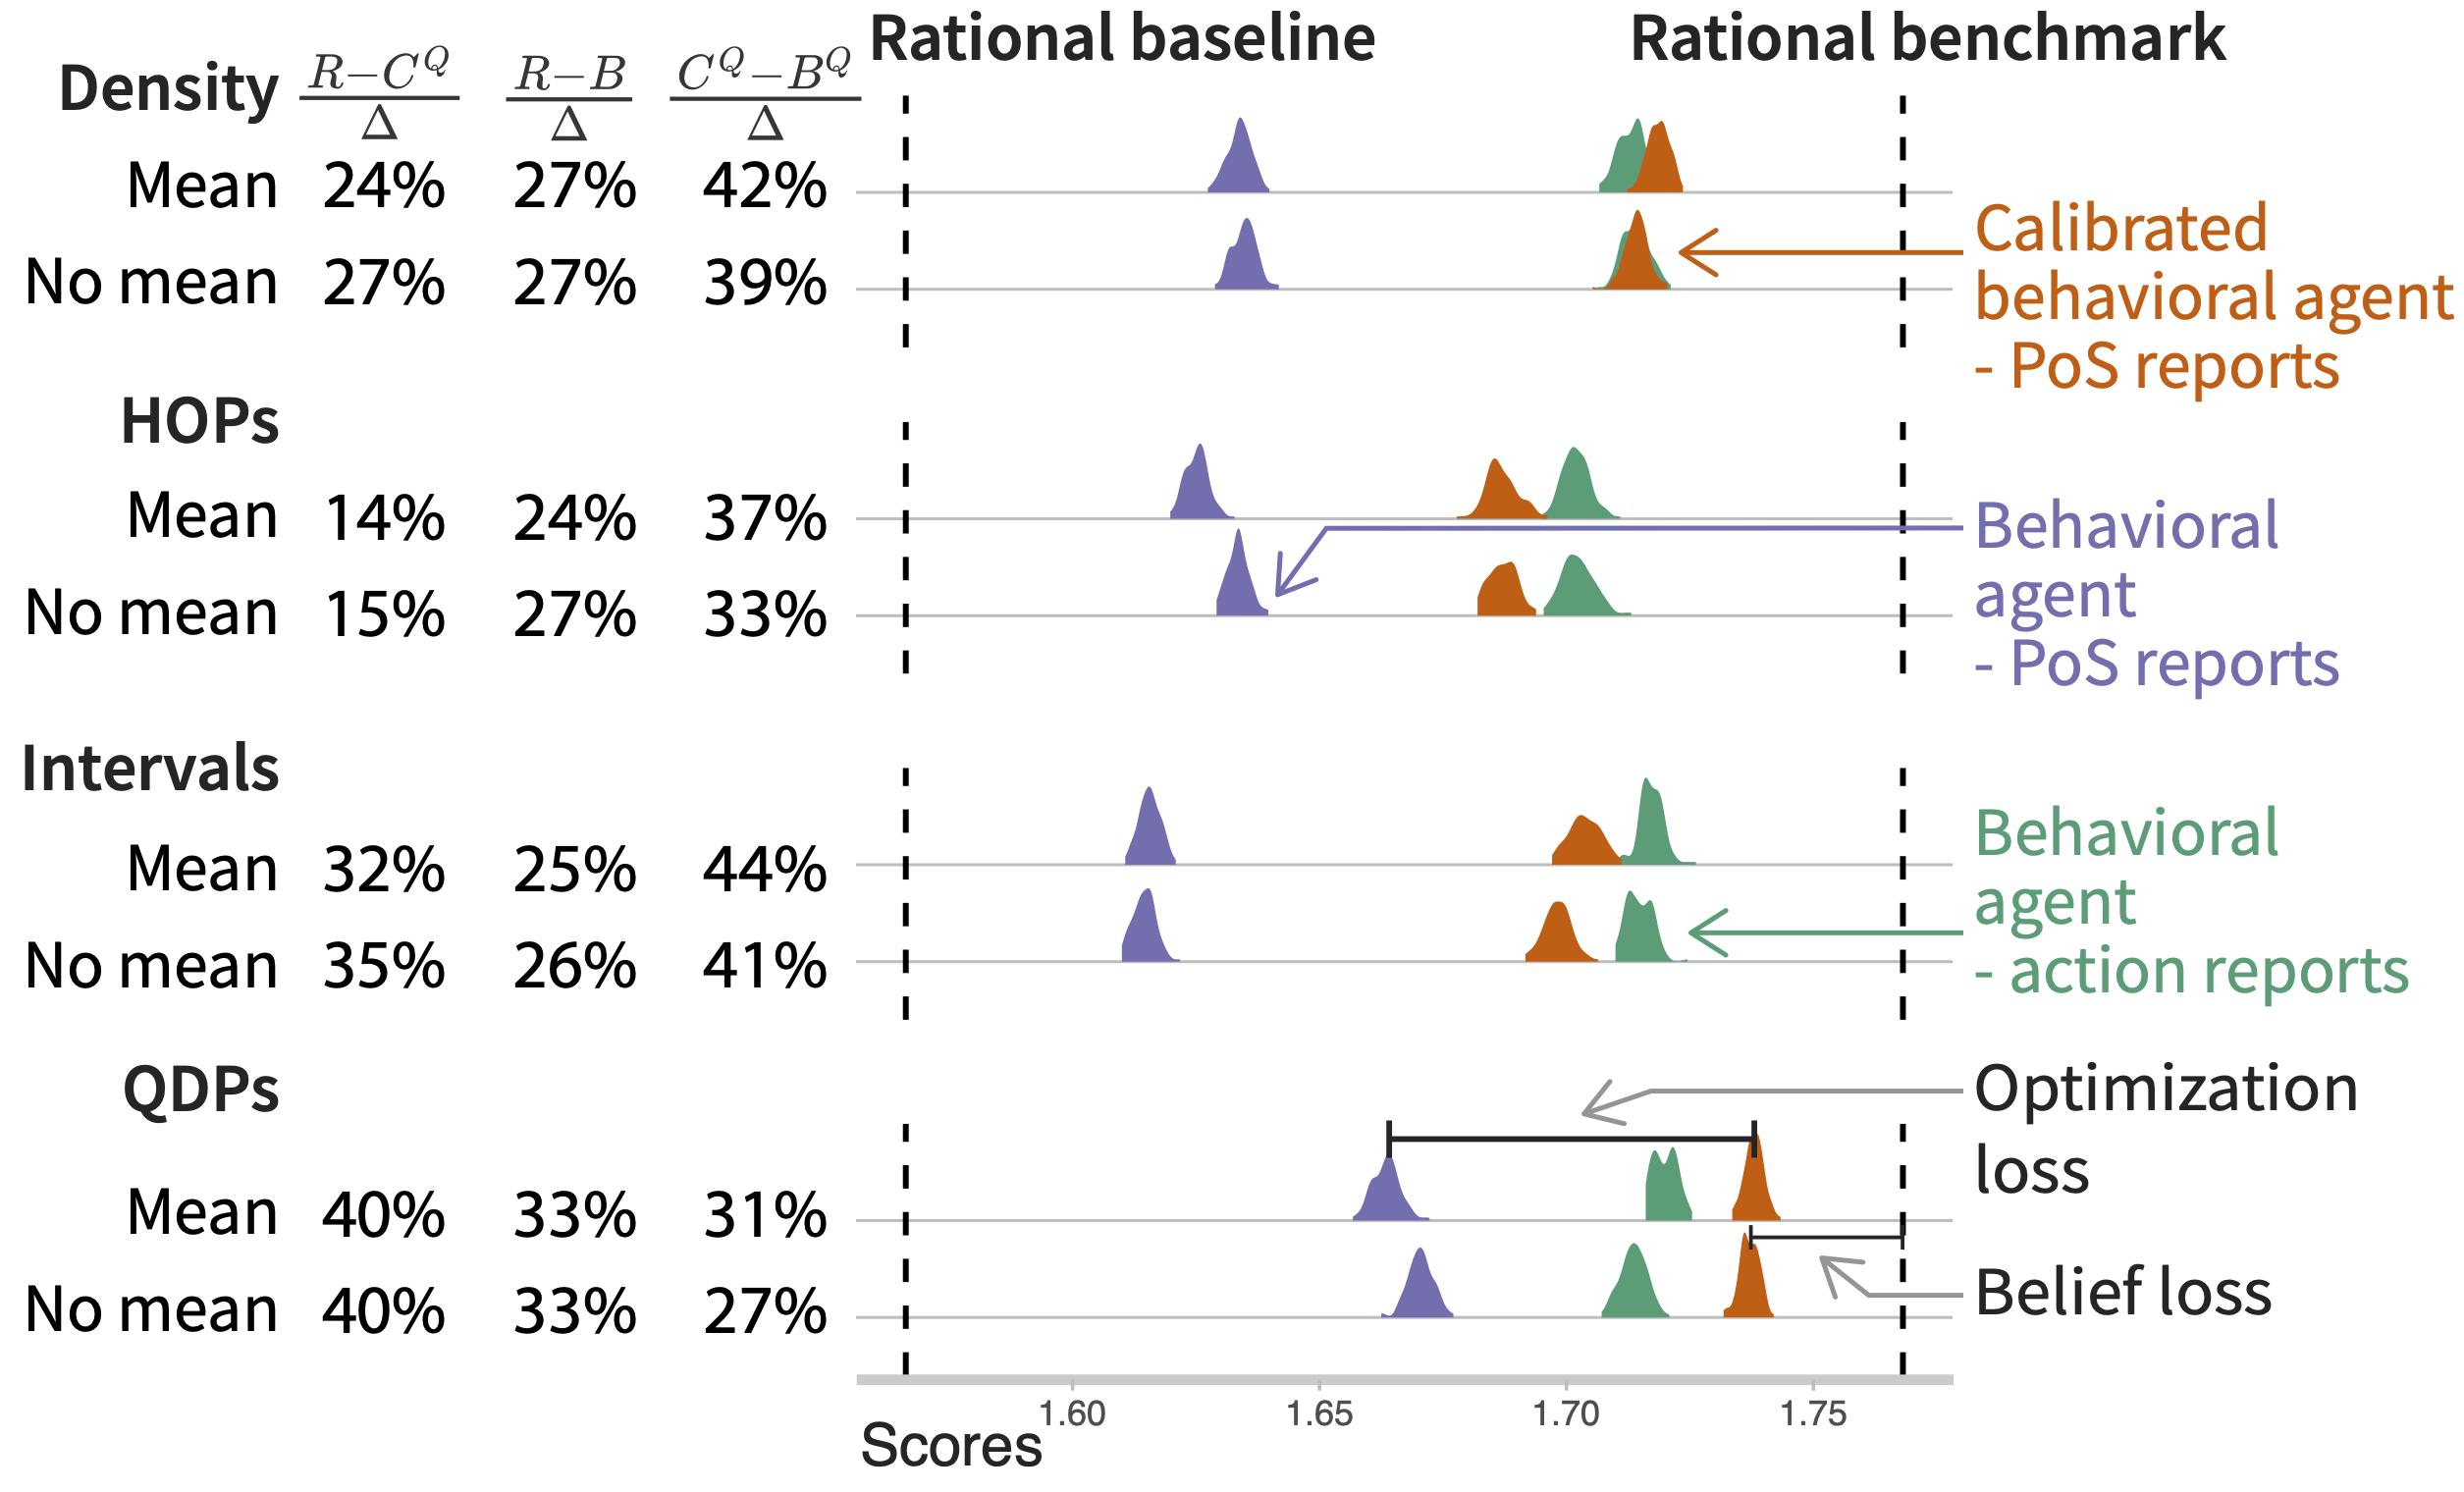 Rational baseline Rational benchmark
Density R−C^Q/Δ R−B/Δ C^Q−B^Q/Δ
Mean 24% 27% 42%
No mean 27% 27% 39%
Calibrated
behavioral agent
- PoS reports
HOPs
Mean 14% 24% 37%
No mean 15% 27% 33%
Behavioral
agent
- PoS reports
Intervals
Mean 32% 25% 44%
No mean 35% 26% 41%
Behavioral
agent
- action reports
QDPs
Mean 40% 33% 31%
No mean 40% 33% 27%
Optimization
loss
Belief loss
1.60 1.65 1.70 1.75
Scores